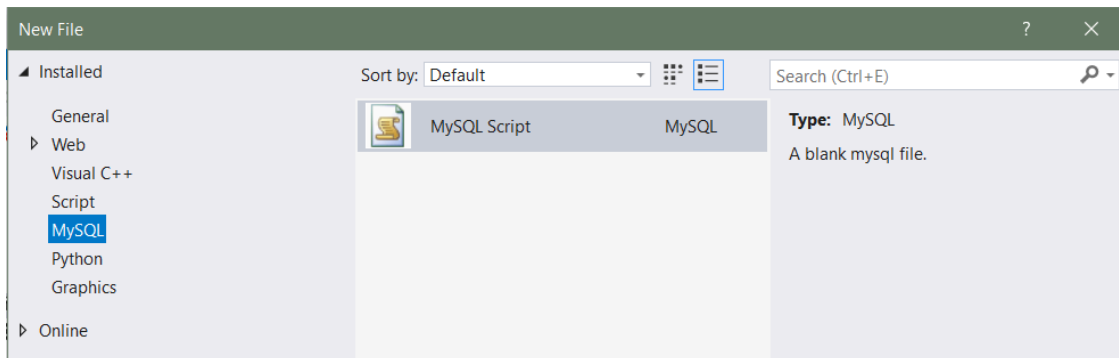 New File
?
Installed
General
Web
Visual C++
Script
MySQL
Python
Graphics
Online
Sort by: Default
MySQL Script MySQL
Search (Ctrl+E)
Type: MySQL
A blank mysql file.